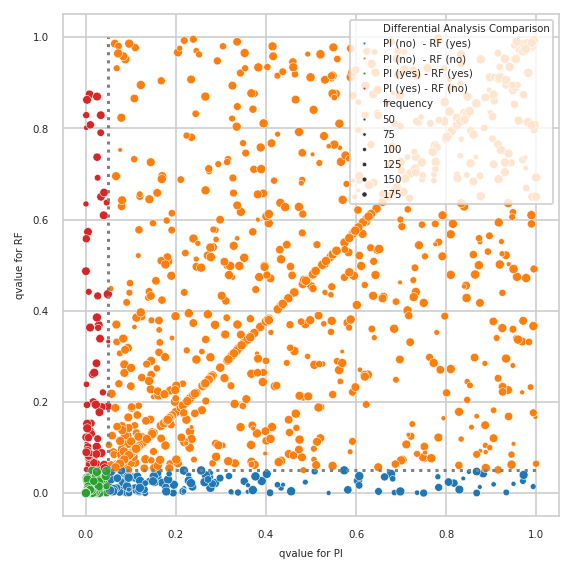 Differential Analysis Comparison
PI (no) - RF (yes)
PI (no) - RF (no)
PI (yes) - RF (yes)
PI (yes) - RF (no)
frequency
50
75
100
125
150
175
qvalue for RF
1.0
0.8
0.6
0.4
0.2
0.0
0.0 0.2 0.4 0.6 0.8 1.0
qvalue for PI